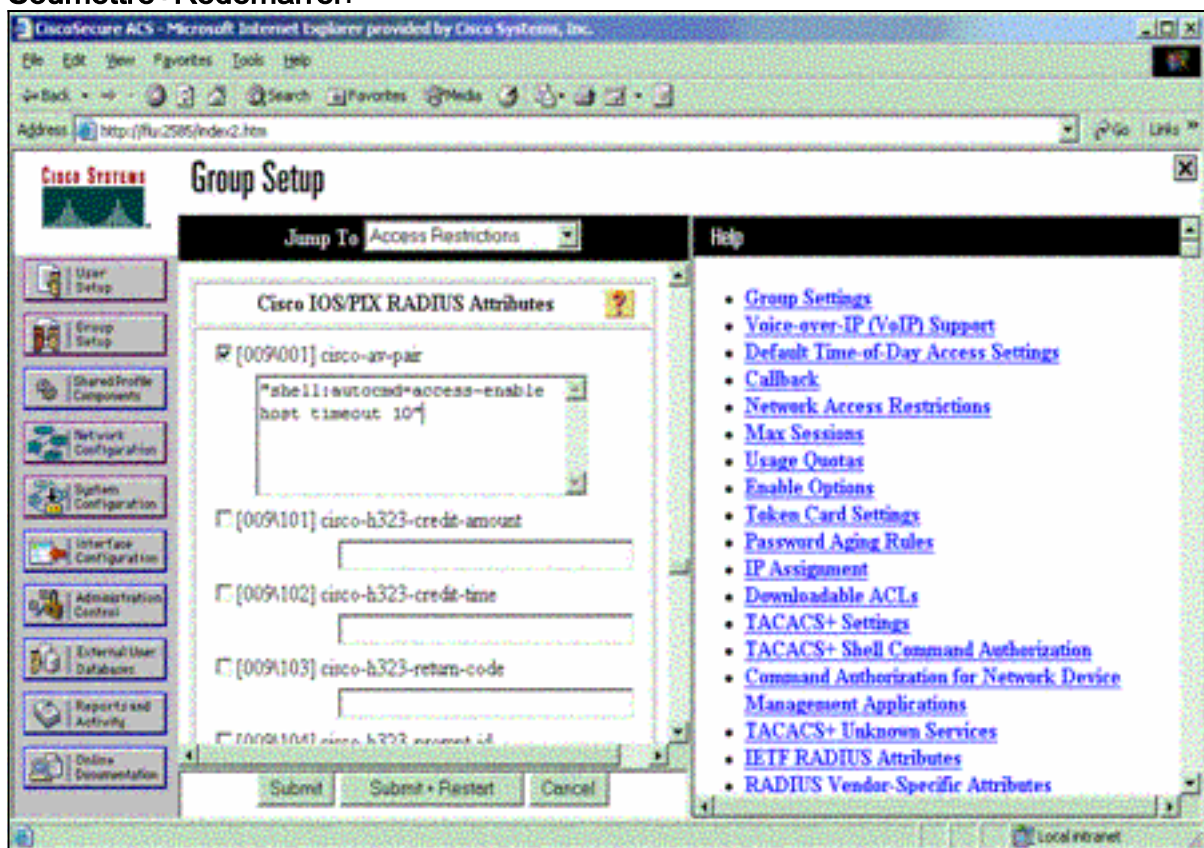 Soumettre+Redémarrer.
CiscoSecure ACS - Microsoft Internet Explorer provided by Cisco Systems, Inc.
File Edit View Favorites Tools Help
Back Search Favorites Media
Address http://flu:2585/index2.htm Go Links »
CISCO SYSTEMS
Group Setup
Jump To Access Restrictions
User Setup
Group Setup
Shared Profile Components
Network Configuration
System Configuration
Interface Configuration
Administration Control
External User Databases
Reports and Activity
Online Documentation
Cisco IOS/PIX RADIUS Attributes
?
[009\001] cisco-av-pair
"shell:autocmd=access-enable
host timeout 10"
[009\101] cisco-h323-credit-amount
[009\102] cisco-h323-credit-time
[009\103] cisco-h323-return-code
[009\104] cisco-h323-prompt-id
Submit Submit + Restart Cancel
Help
• Group Settings
• Voice-over-IP (VoIP) Support
• Default Time-of-Day Access Settings
• Callback
• Network Access Restrictions
• Max Sessions
• Usage Quotas
• Enable Options
• Token Card Settings
• Password Aging Rules
• IP Assignment
• Downloadable ACLs
• TACACS+ Settings
• TACACS+ Shell Command Authorization
• Command Authorization for Network Device
Management Applications
• TACACS+ Unknown Services
• IETF RADIUS Attributes
• RADIUS Vendor-Specific Attributes
Local intranet